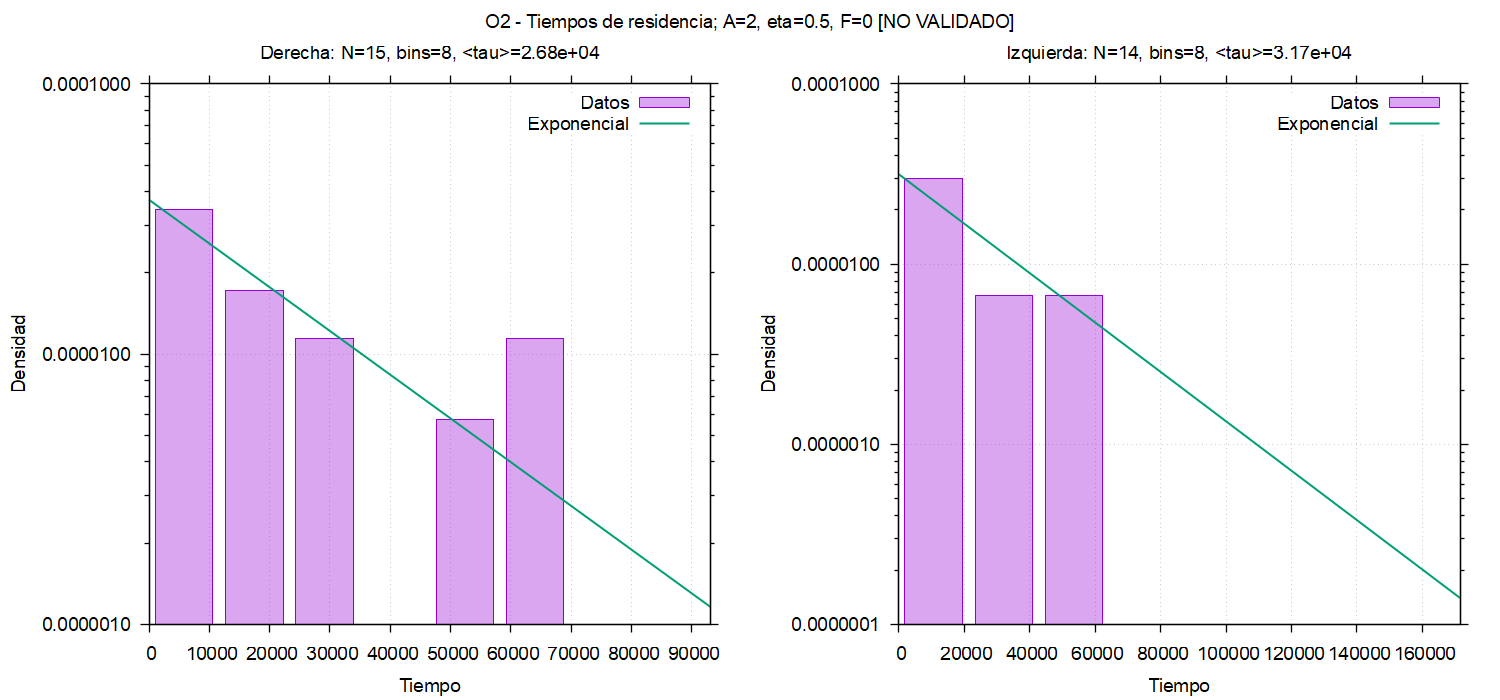 O2 - Tiempos de residencia; A=2, eta=0.5, F=0 [NO VALIDADO]
Derecha: N=15, bins=8, <tau>=2.68e+04
Datos
Exponencial
0.0001000
0.0000100
0.0000010
Densidad
0 10000 20000 30000 40000 50000 60000 70000 80000 90000
Tiempo
Izquierda: N=14, bins=8, <tau>=3.17e+04
Datos
Exponencial
0.0001000
0.0000100
0.0000010
0.0000001
Densidad
0 20000 40000 60000 80000 100000 120000 140000 160000
Tiempo